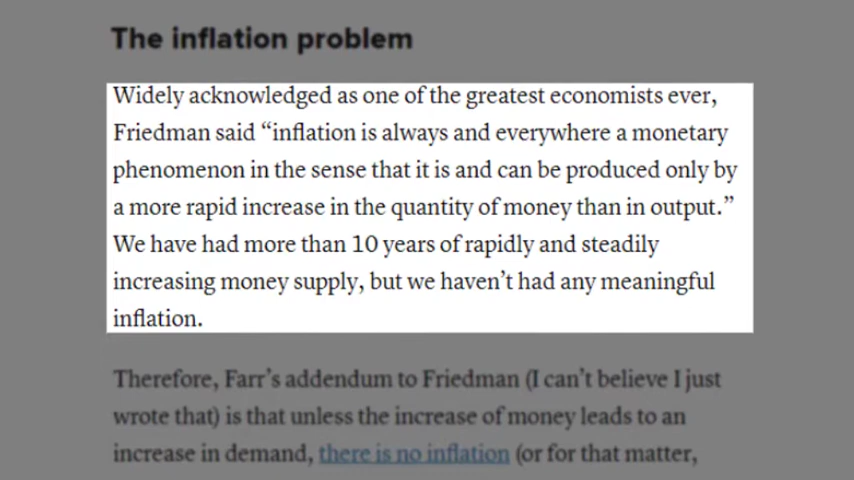 The inflation problem
Widely acknowledged as one of the greatest economists ever,
Friedman said “inflation is always and everywhere a monetary
phenomenon in the sense that it is and can be produced only by
a more rapid increase in the quantity of money than in output.”
We have had more than 10 years of rapidly and steadily
increasing money supply, but we haven’t had any meaningful
inflation.
Therefore, Farr’s addendum to Friedman (I can’t believe I just
wrote that) is that unless the increase of money leads to an
increase in demand, there is no inflation (or for that matter,